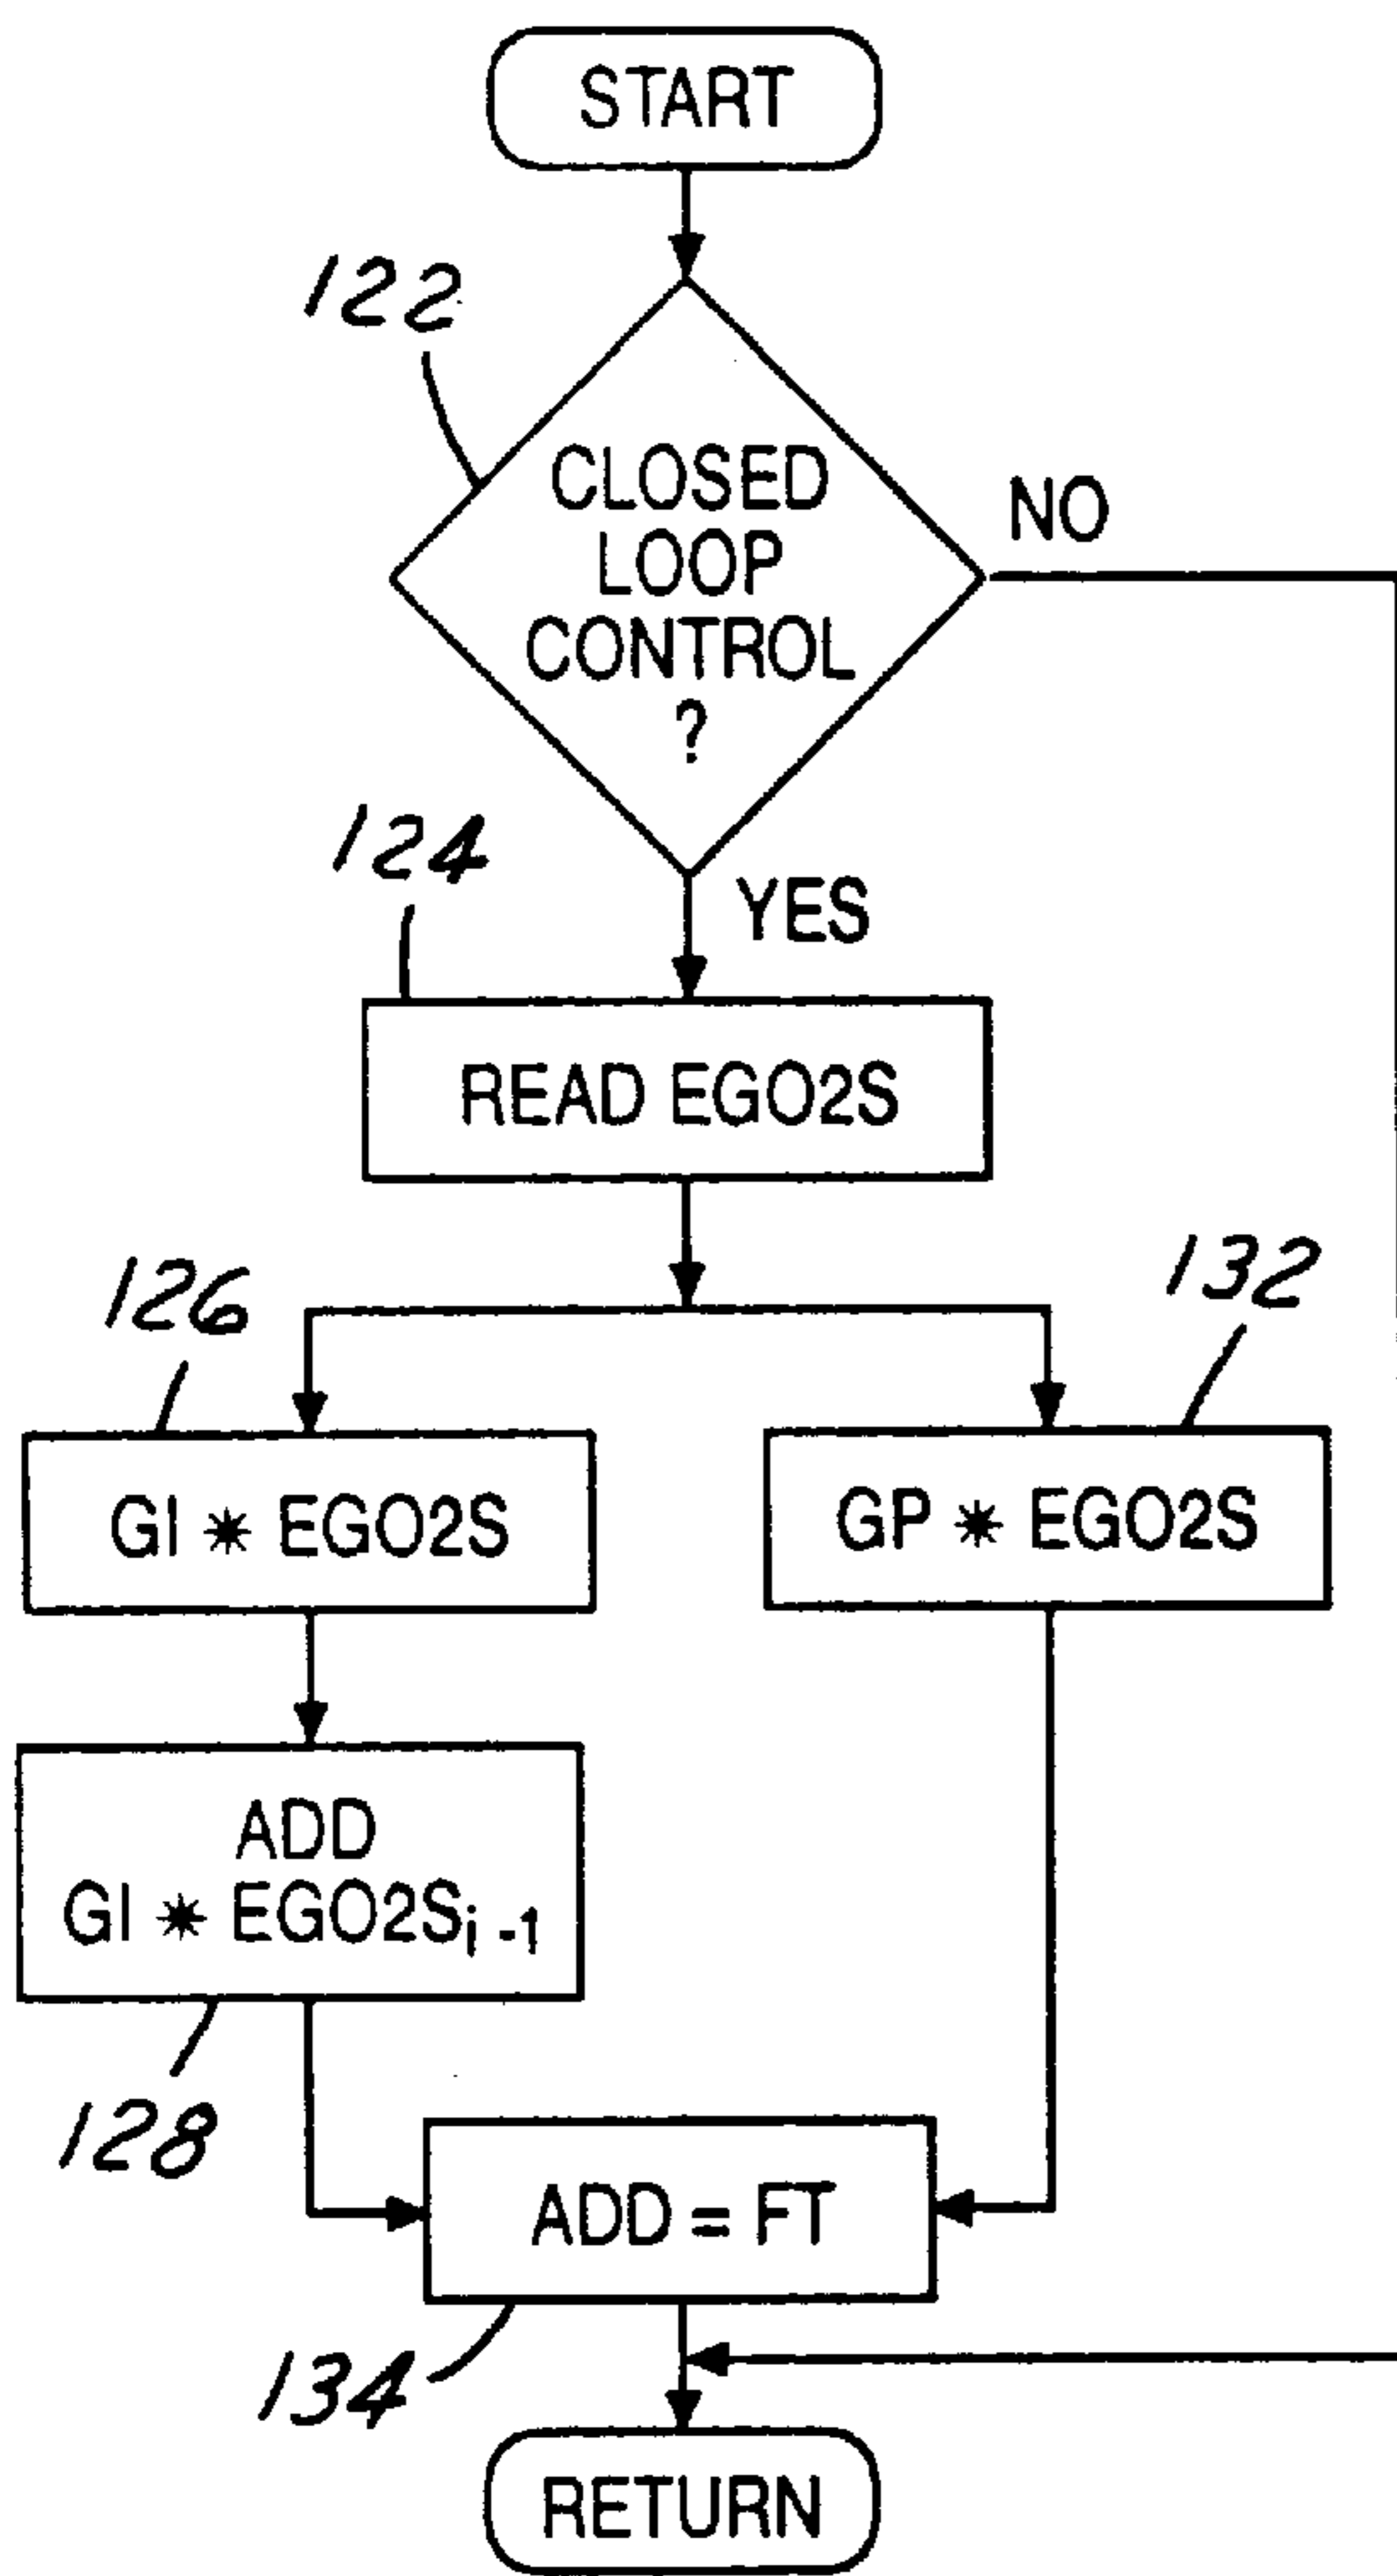 START
122
CLOSED
LOOP
CONTROL
?
NO
124
YES
READ EGO2S
126
132
GI * EGO2S
GP * EGO2S
ADD
GI * EGO2Si -1
128
ADD = FT
134
RETURN